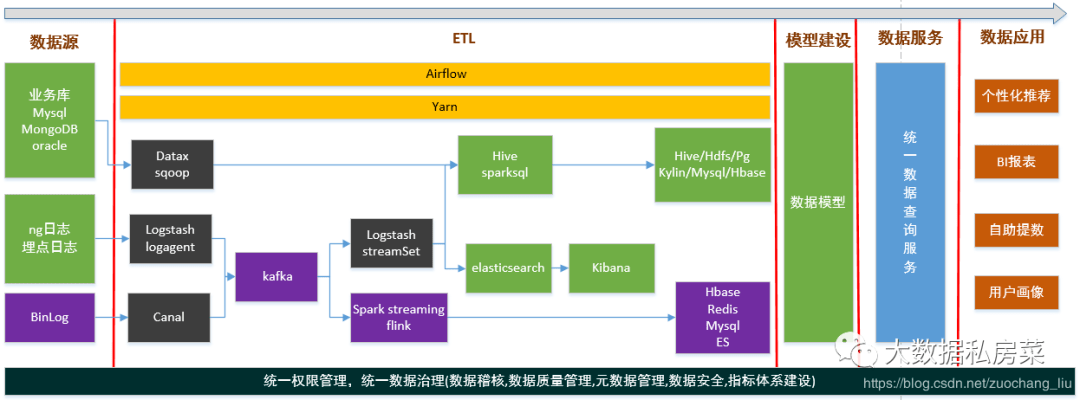 数据源
ETL
模型建设
数据服务
数据应用
Airflow
Yarn
业务库
Mysql
MongoDB
oracle
Datax
sqoop
Hive
sparksql
Hive/Hdfs/Pg
Kylin/Mysql/Hbase
ng日志
埋点日志
Logstash
logagent
Logstash
streamSet
kafka
elasticsearch
Kibana
BinLog
Canal
Spark streaming
flink
Hbase
Redis
Mysql
ES
数据模型
统一数据查询服务
个性化推荐
BI报表
自助提数
用户画像
大数据私房菜
统一权限管理，统一数据治理(数据稽核,数据质量管理,元数据管理,数据安全,指标体系建设)
https://blog.csdn.net/zuochang_liu